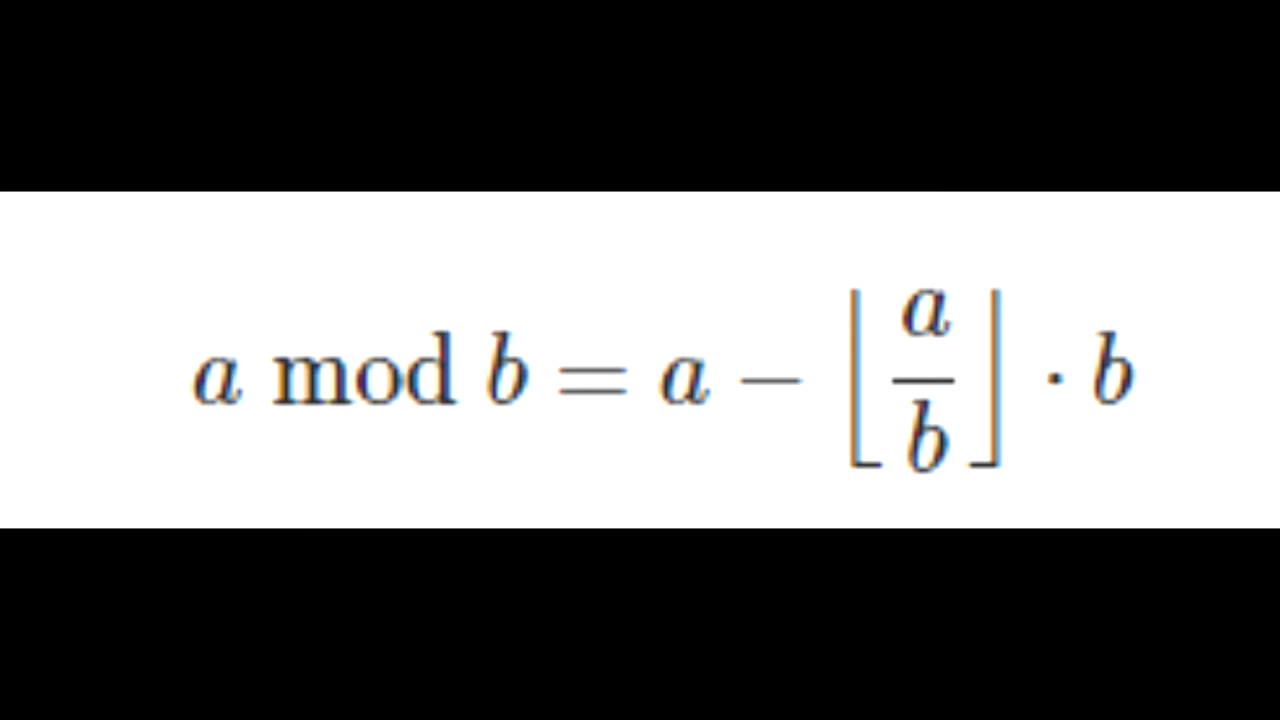 a mod b = a − ⌊a/b⌋ · b